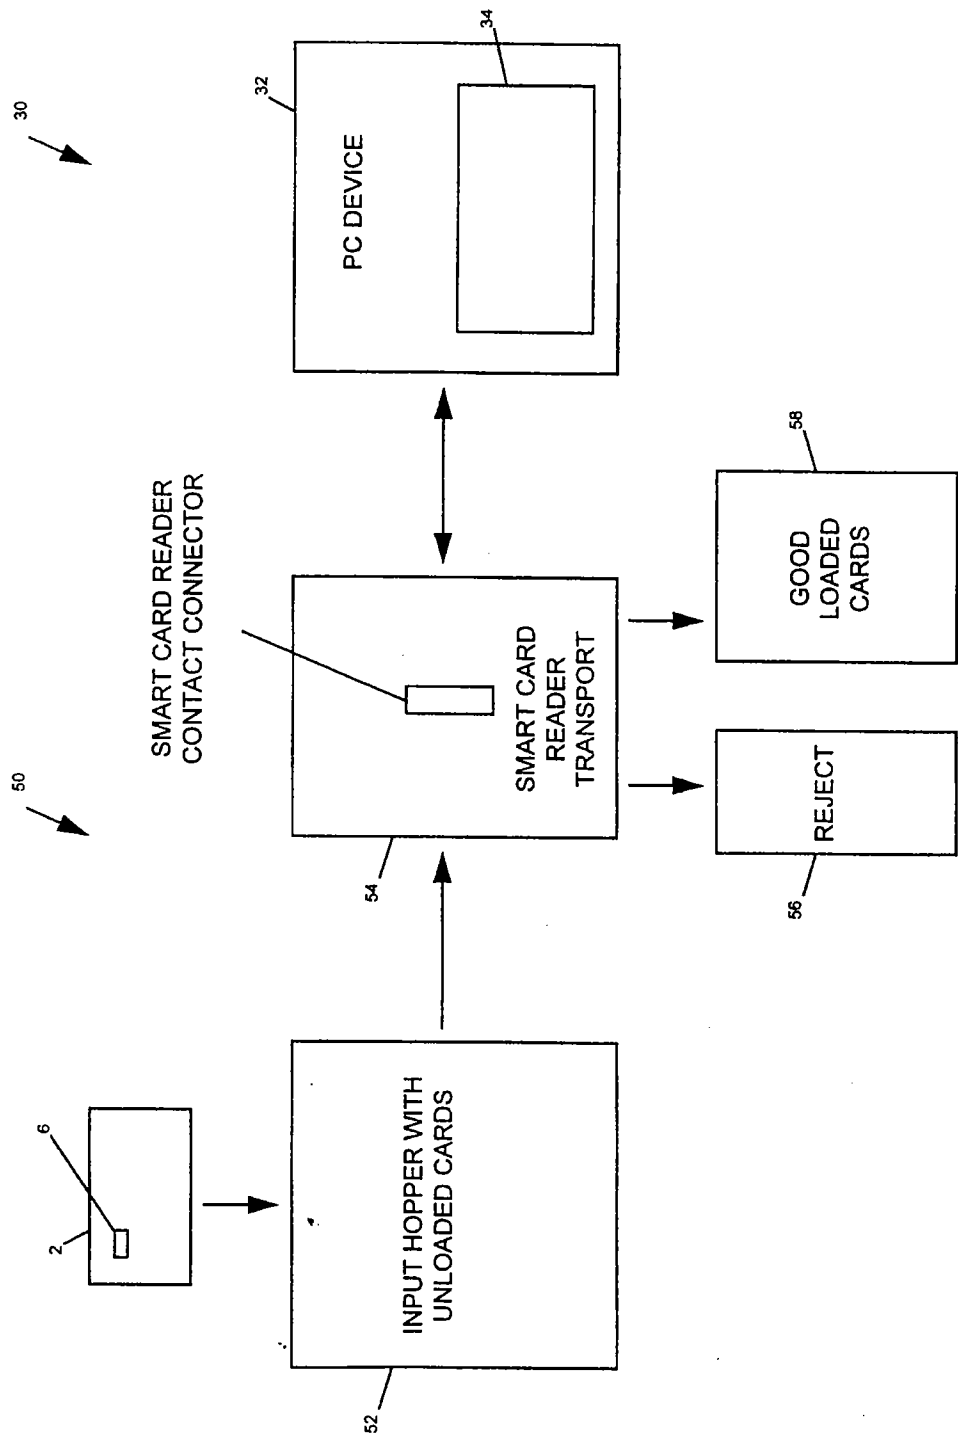 30
50
SMART CARD READER
CONTACT CONNECTOR
2
6
32
PC DEVICE
34
54
SMART CARD
READER
TRANSPORT
52
INPUT HOPPER WITH
UNLOADED CARDS
56
REJECT
58
GOOD
LOADED
CARDS